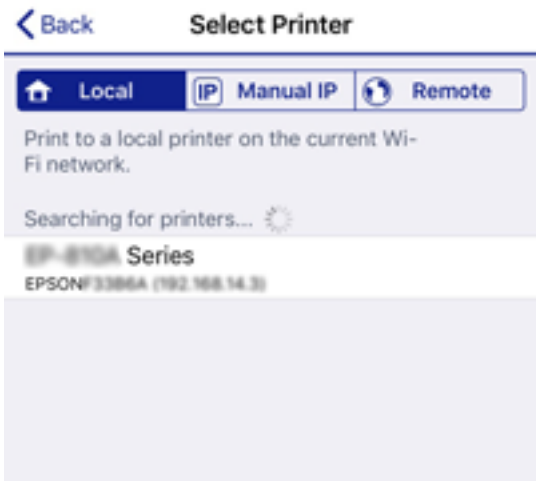 Back
Select Printer
Local
IP Manual IP
Remote
Print to a local printer on the current Wi-
Fi network.
Searching for printers...
Series
EPSON